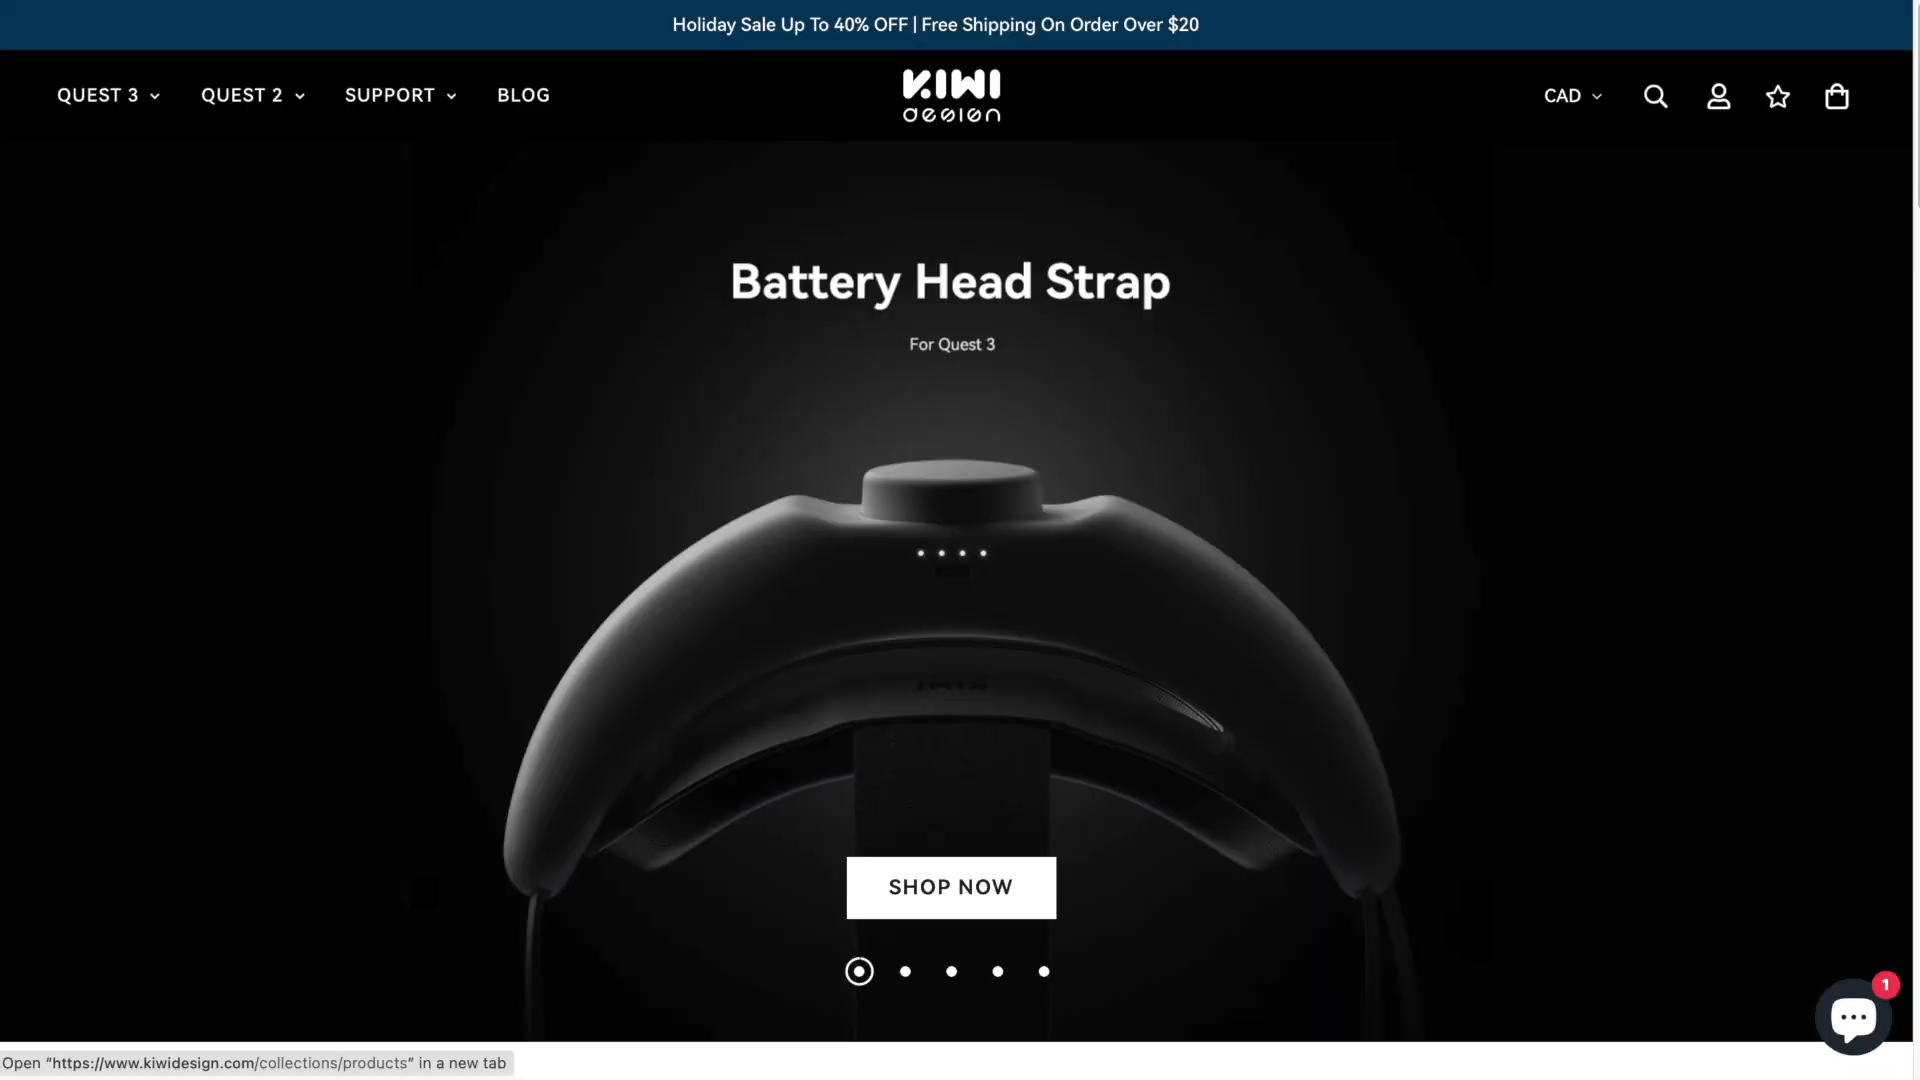 Holiday Sale Up To 40% OFF | Free Shipping On Order Over $20
QUEST 3
QUEST 2
SUPPORT
BLOG
KIWI
design
CAD
Battery Head Strap
For Quest 3
SHOP NOW
1
Open “https://www.kiwidesign.com/collections/products” in a new tab